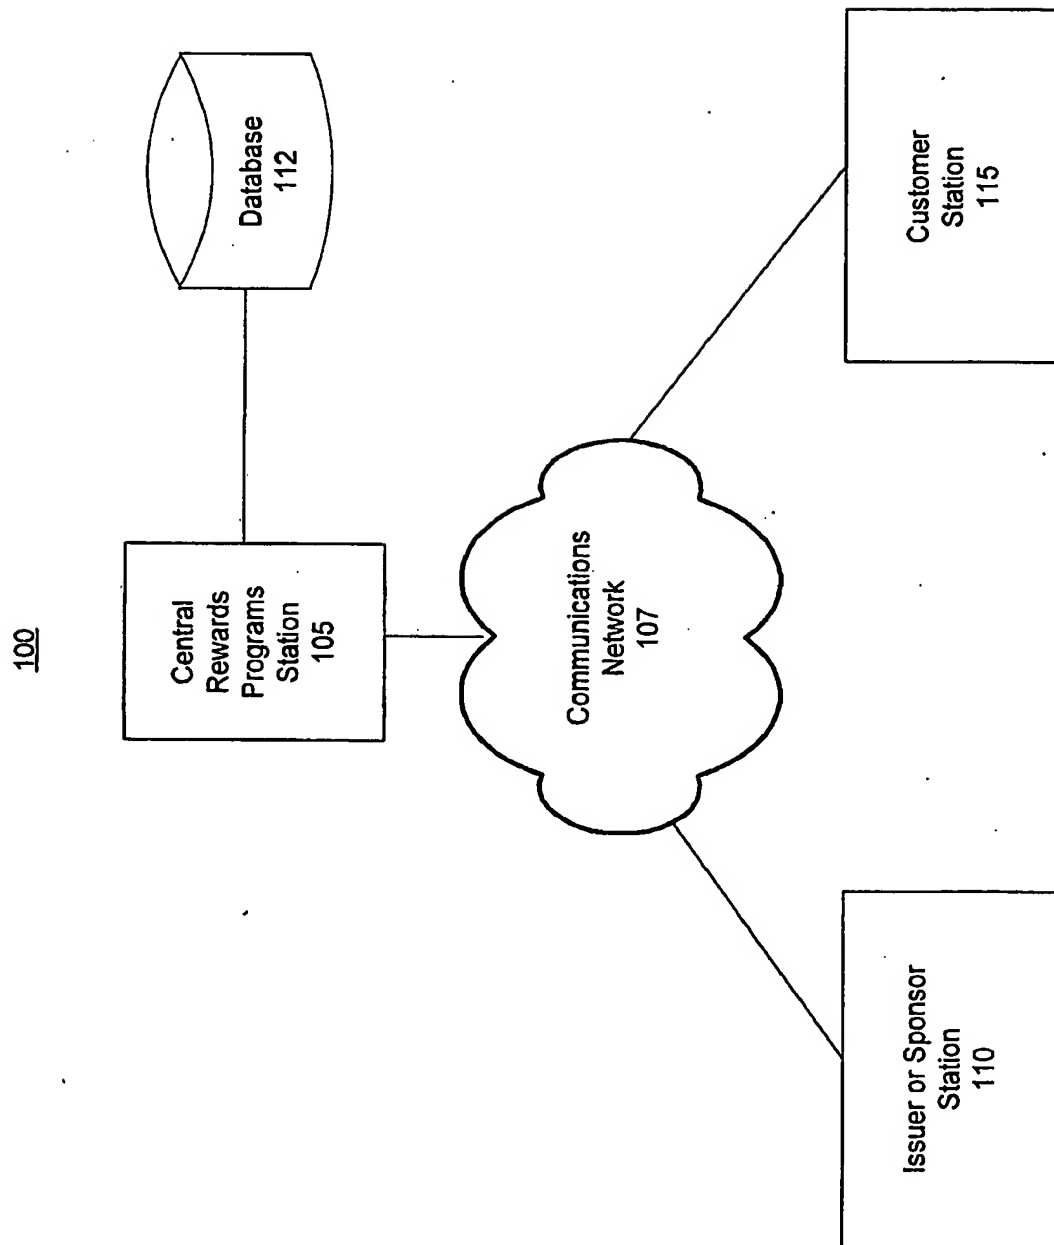 100
Central
Rewards
Programs
Station
105
Database
112
Communications
Network
107
Issuer or Sponsor
Station
110
Customer
Station
115